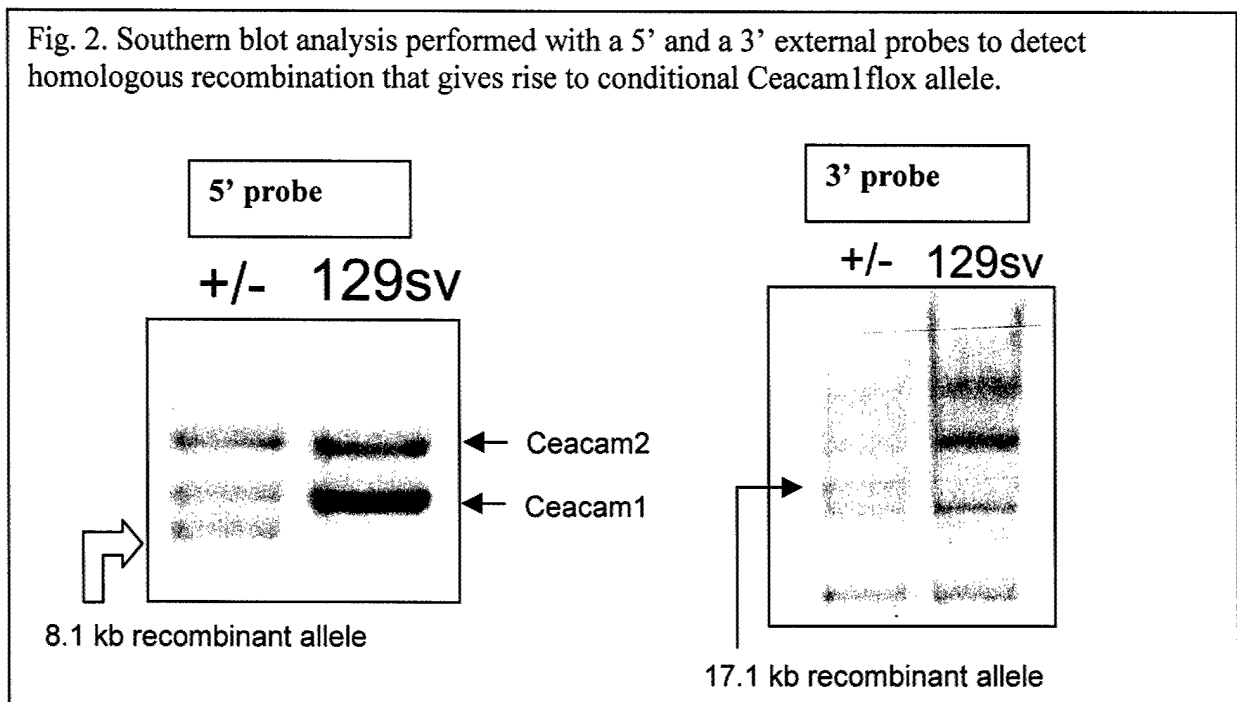 Fig. 2. Southern blot analysis performed with a 5’ and a 3’ external probes to detect
homologous recombination that gives rise to conditional Ceacam1flox allele.
5’ probe
3’ probe
+/- 129sv
+/- 129sv
Ceacam2
Ceacam1
8.1 kb recombinant allele
17.1 kb recombinant allele